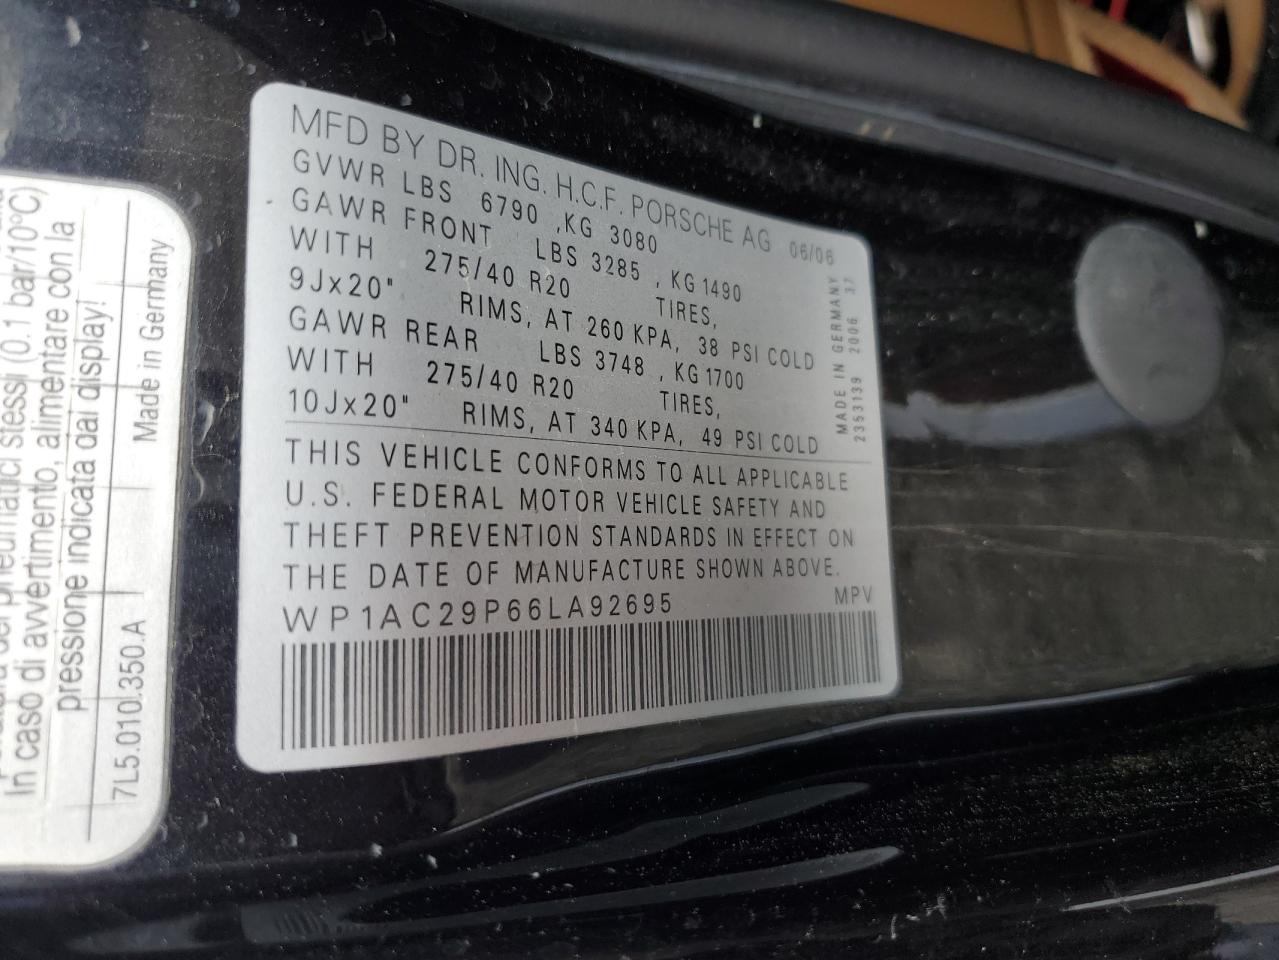 MFD BY DR. ING. H.C.F. PORSCHE AG 06/06
GVWR LBS 6790 ,KG 3080
GAWR FRONT LBS 3285 , KG 1490
WITH 275/40 R20 TIRES,
9Jx20" RIMS, AT 260 KPA, 38 PSI COLD
GAWR REAR LBS 3748 , KG 1700
WITH 275/40 R20 TIRES,
10Jx20" RIMS, AT 340 KPA, 49 PSI COLD
MADE IN GERMANY
2353139 2006 37
THIS VEHICLE CONFORMS TO ALL APPLICABLE
U.S. FEDERAL MOTOR VEHICLE SAFETY AND
THEFT PREVENTION STANDARDS IN EFFECT ON
THE DATE OF MANUFACTURE SHOWN ABOVE.
WP1AC29P66LA92695 MPV
pneumatici stessi (0.1 bar/10°C)
In caso di avvertimento, alimentare con la
pressione indicata dal display!
7L5.010.350.A Made in Germany